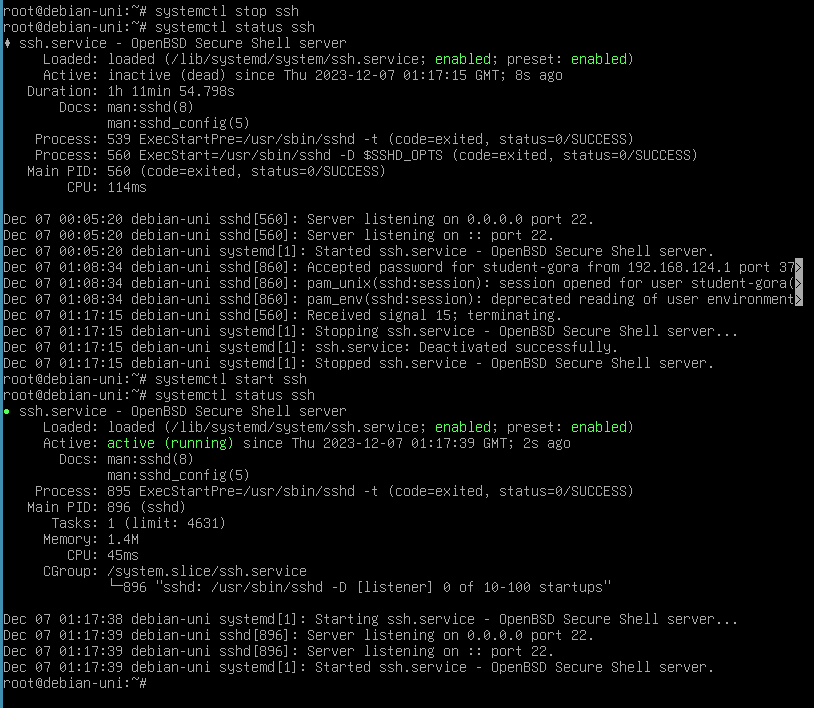 root@debian-uni:~# systemctl stop ssh
root@debian-uni:~# systemctl status ssh
♦ ssh.service - OpenBSD Secure Shell server
     Loaded: loaded (/lib/systemd/system/ssh.service; enabled; preset: enabled)
     Active: inactive (dead) since Thu 2023-12-07 01:17:15 GMT; 8s ago
   Duration: 1h 11min 54.798s
       Docs: man:sshd(8)
             man:sshd_config(5)
    Process: 539 ExecStartPre=/usr/sbin/sshd -t (code=exited, status=0/SUCCESS)
    Process: 560 ExecStart=/usr/sbin/sshd -D $SSHD_OPTS (code=exited, status=0/SUCCESS)
   Main PID: 560 (code=exited, status=0/SUCCESS)
        CPU: 114ms

Dec 07 00:05:20 debian-uni sshd[560]: Server listening on 0.0.0.0 port 22.
Dec 07 00:05:20 debian-uni sshd[560]: Server listening on :: port 22.
Dec 07 00:05:20 debian-uni systemd[1]: Started ssh.service - OpenBSD Secure Shell server.
Dec 07 01:08:34 debian-uni sshd[860]: Accepted password for student-gora from 192.168.124.1 port 37>
Dec 07 01:08:34 debian-uni sshd[860]: pam_unix(sshd:session): session opened for user student-gora(>
Dec 07 01:08:34 debian-uni sshd[860]: pam_env(sshd:session): deprecated reading of user environment>
Dec 07 01:17:15 debian-uni sshd[560]: Received signal 15; terminating.
Dec 07 01:17:15 debian-uni systemd[1]: Stopping ssh.service - OpenBSD Secure Shell server...
Dec 07 01:17:15 debian-uni systemd[1]: ssh.service: Deactivated successfully.
Dec 07 01:17:15 debian-uni systemd[1]: Stopped ssh.service - OpenBSD Secure Shell server.
root@debian-uni:~# systemctl start ssh
root@debian-uni:~# systemctl status ssh
● ssh.service - OpenBSD Secure Shell server
     Loaded: loaded (/lib/systemd/system/ssh.service; enabled; preset: enabled)
     Active: active (running) since Thu 2023-12-07 01:17:39 GMT; 2s ago
       Docs: man:sshd(8)
             man:sshd_config(5)
    Process: 895 ExecStartPre=/usr/sbin/sshd -t (code=exited, status=0/SUCCESS)
   Main PID: 896 (sshd)
      Tasks: 1 (limit: 4631)
     Memory: 1.4M
        CPU: 45ms
     CGroup: /system.slice/ssh.service
             └─896 "sshd: /usr/sbin/sshd -D [listener] 0 of 10-100 startups"

Dec 07 01:17:38 debian-uni systemd[1]: Starting ssh.service - OpenBSD Secure Shell server...
Dec 07 01:17:39 debian-uni sshd[896]: Server listening on 0.0.0.0 port 22.
Dec 07 01:17:39 debian-uni sshd[896]: Server listening on :: port 22.
Dec 07 01:17:39 debian-uni systemd[1]: Started ssh.service - OpenBSD Secure Shell server.
root@debian-uni:~#